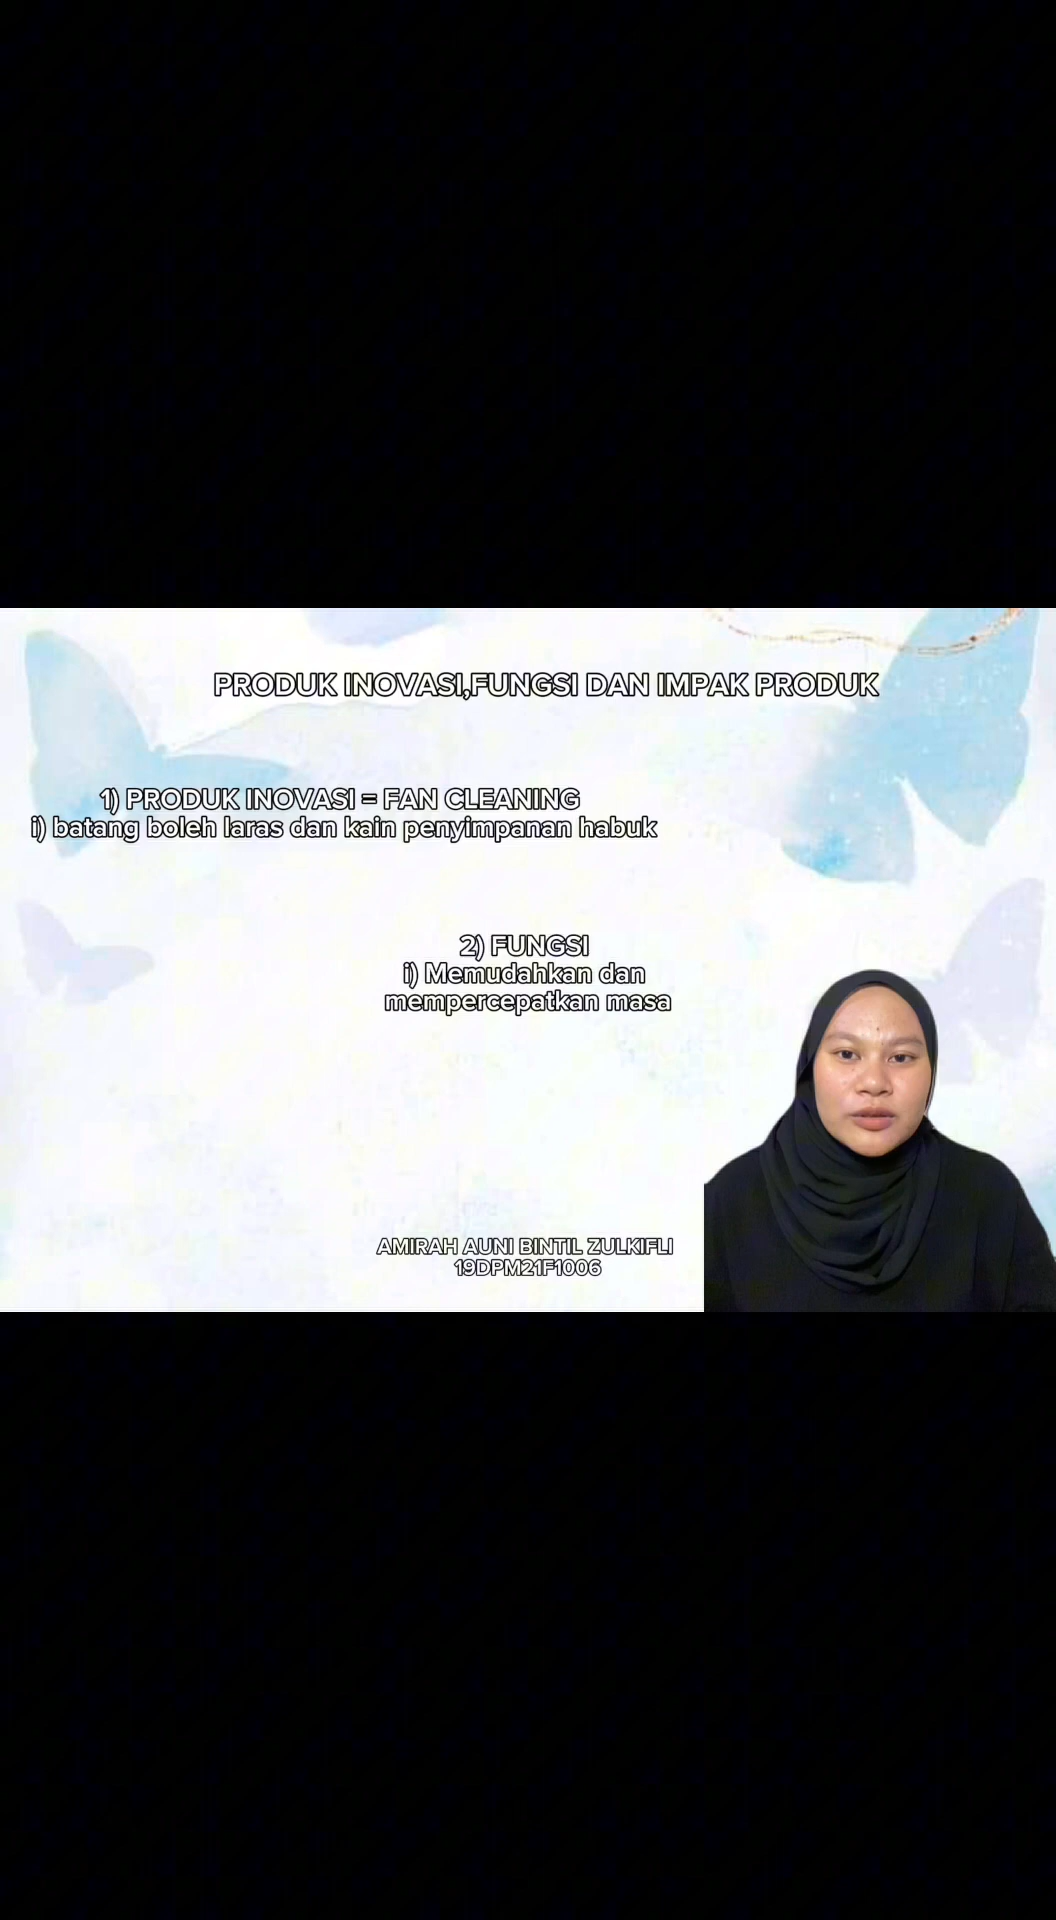 PRODUK INOVASI,FUNGSI DAN IMPAK PRODUK
1) PRODUK INOVASI = FAN CLEANING
i) batang boleh laras dan kain penyimpanan habuk
2) FUNGSI
i) Memudahkan dan
mempercepatkan masa
AMIRAH AUNI BINTIL ZULKIFLI
19DPM21F1006